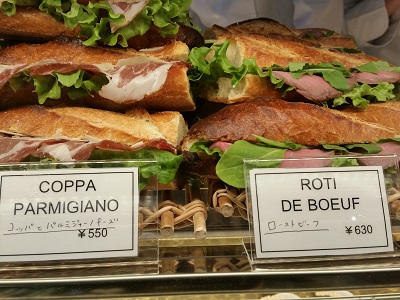 COPPA
PARMIGIANO
コッパとパルミジャーノチーズ
¥550
ROTI
DE BOEUF
ローストビーフ
¥630